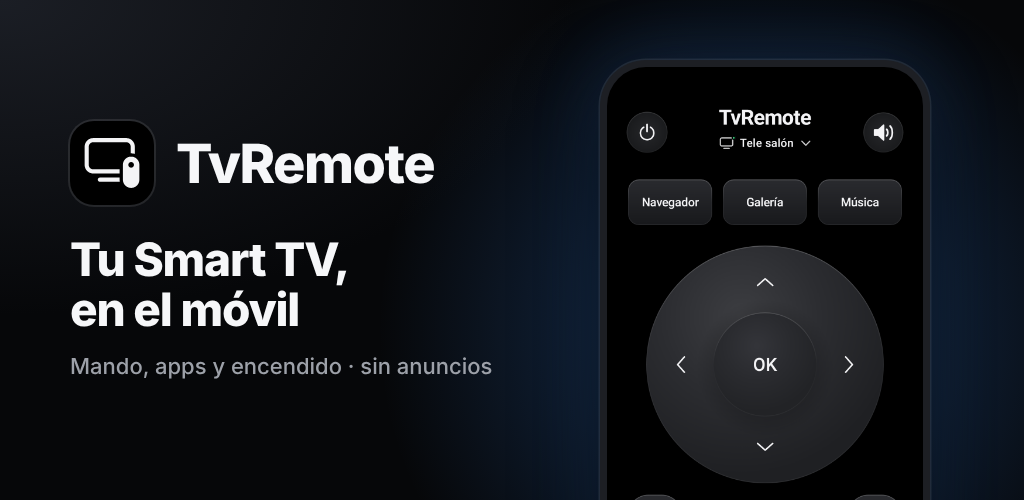 TvRemote
Tu Smart TV,
en el móvil
Mando, apps y encendido · sin anuncios
TvRemote
Tele salón
Navegador
Galería
Música
OK